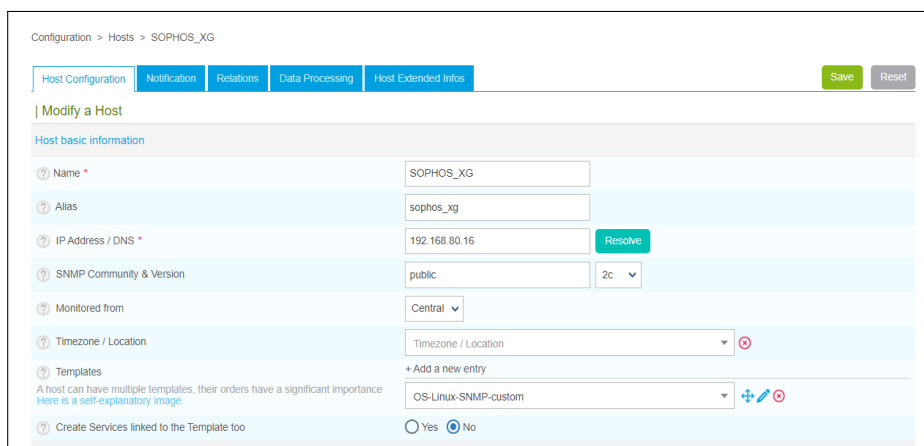 Configuration > Hosts > SOPHOS_XG
Host Configuration Notification Relations Data Processing Host Extended Infos Save Reset
| Modify a Host
Host basic information
? Name * SOPHOS_XG
? Alias sophos_xg
? IP Address / DNS * 192.168.80.16 Resolve
? SNMP Community & Version public 2c
? Monitored from Central
? Timezone / Location Timezone / Location
? Templates + Add a new entry
A host can have multiple templates, their orders have a significant importance
Here is a self-explanatory image. OS-Linux-SNMP-custom
? Create Services linked to the Template too Yes No